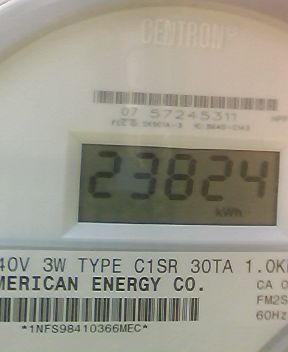 CENTRON®
07 57245311
23824
kWh
40V 3W TYPE C1SR 30TA 1.0K
MERICAN ENERGY CO.
CA 0
FM2S
60Hz
*1NFS98410366MEC*